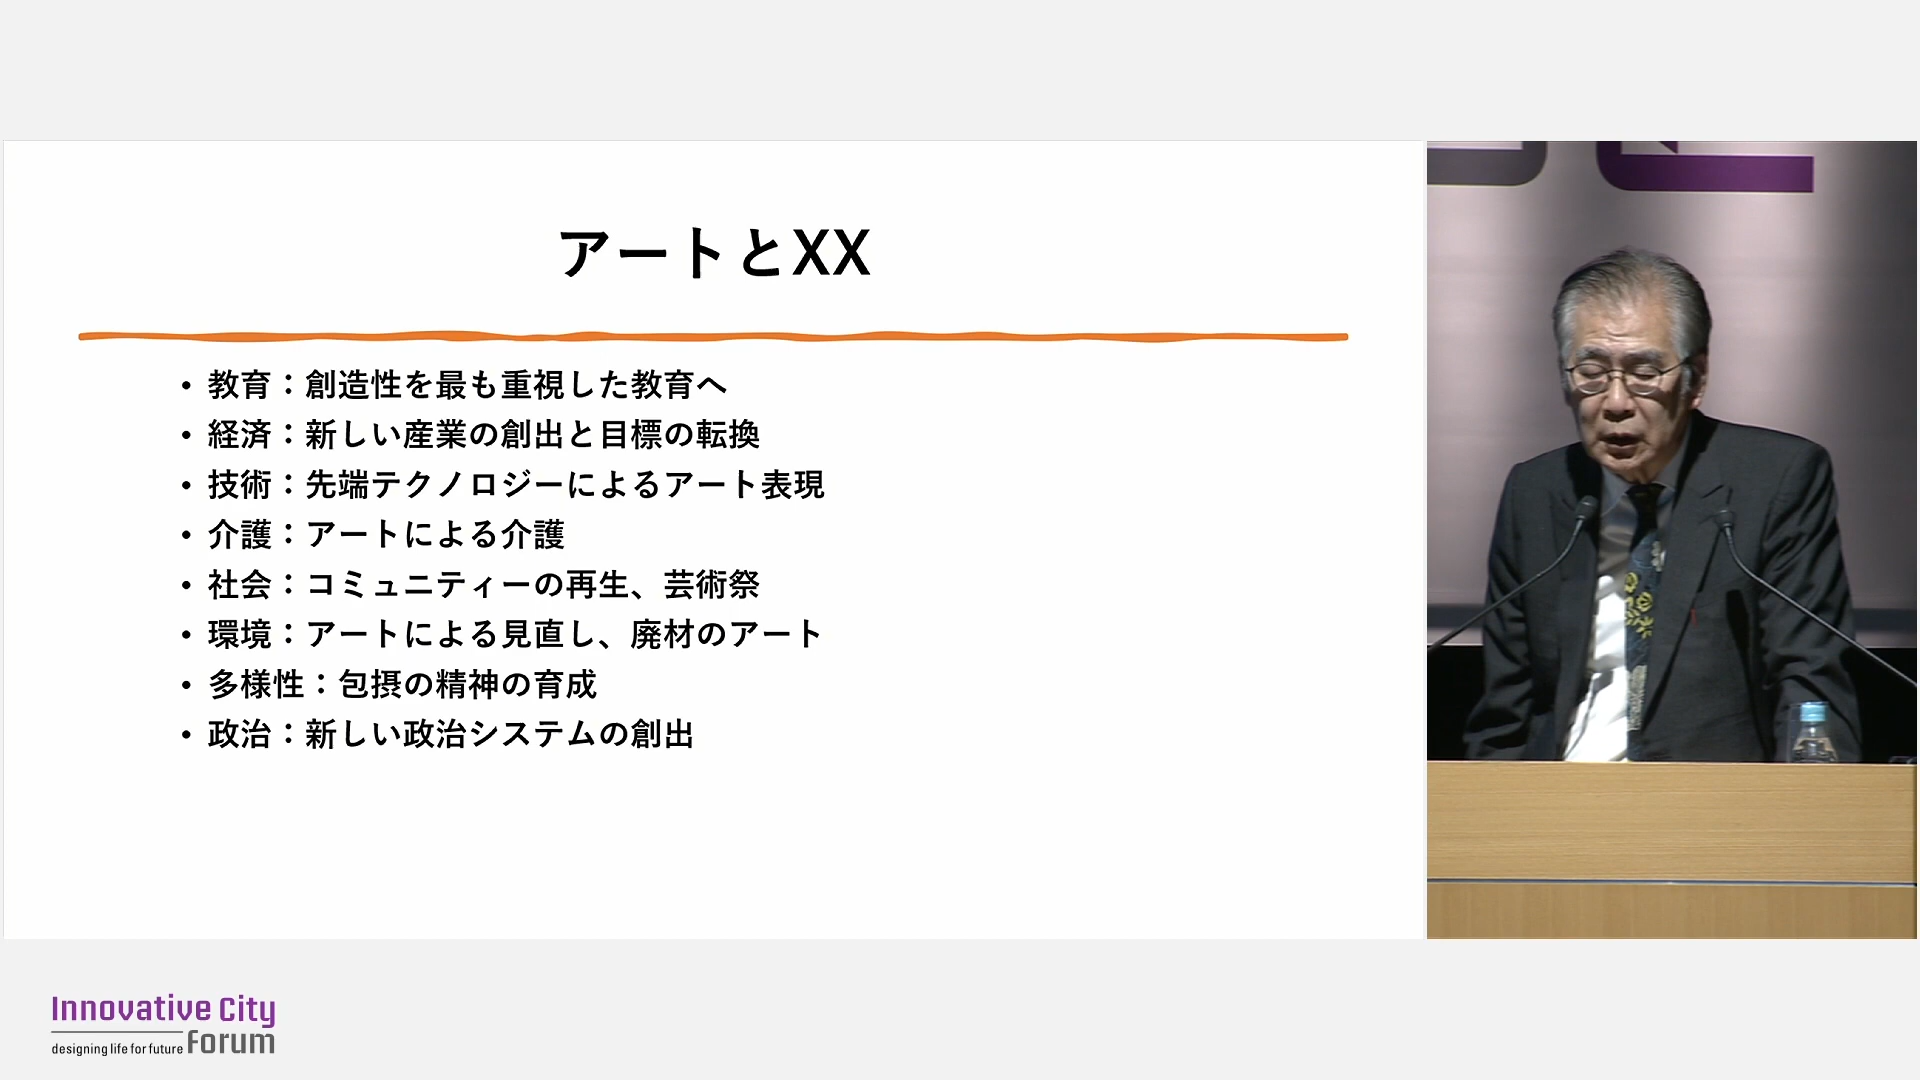 アートとXX
• 教育：創造性を最も重視した教育へ
• 経済：新しい産業の創出と目標の転換
• 技術：先端テクノロジーによるアート表現
• 介護：アートによる介護
• 社会：コミュニティーの再生、芸術祭
• 環境：アートによる見直し、廃材のアート
• 多様性：包摂の精神の育成
• 政治：新しい政治システムの創出
Innovative City
designing life for future Forum